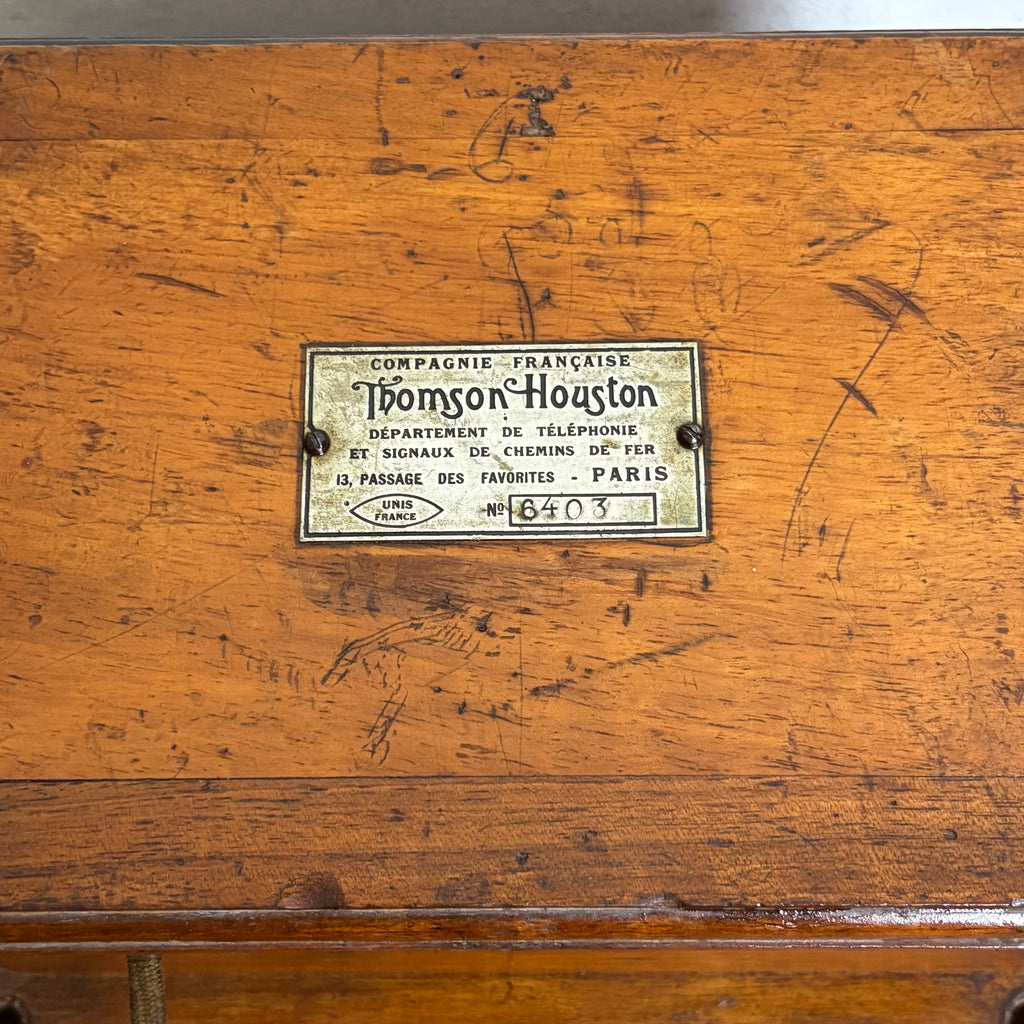 COMPAGNIE FRANÇAISE
Thomson Houston
DÉPARTEMENT DE TÉLÉPHONIE
ET SIGNAUX DE CHEMINS DE FER
13, PASSAGE DES FAVORITES - PARIS
UNIS
FRANCE
No 6403